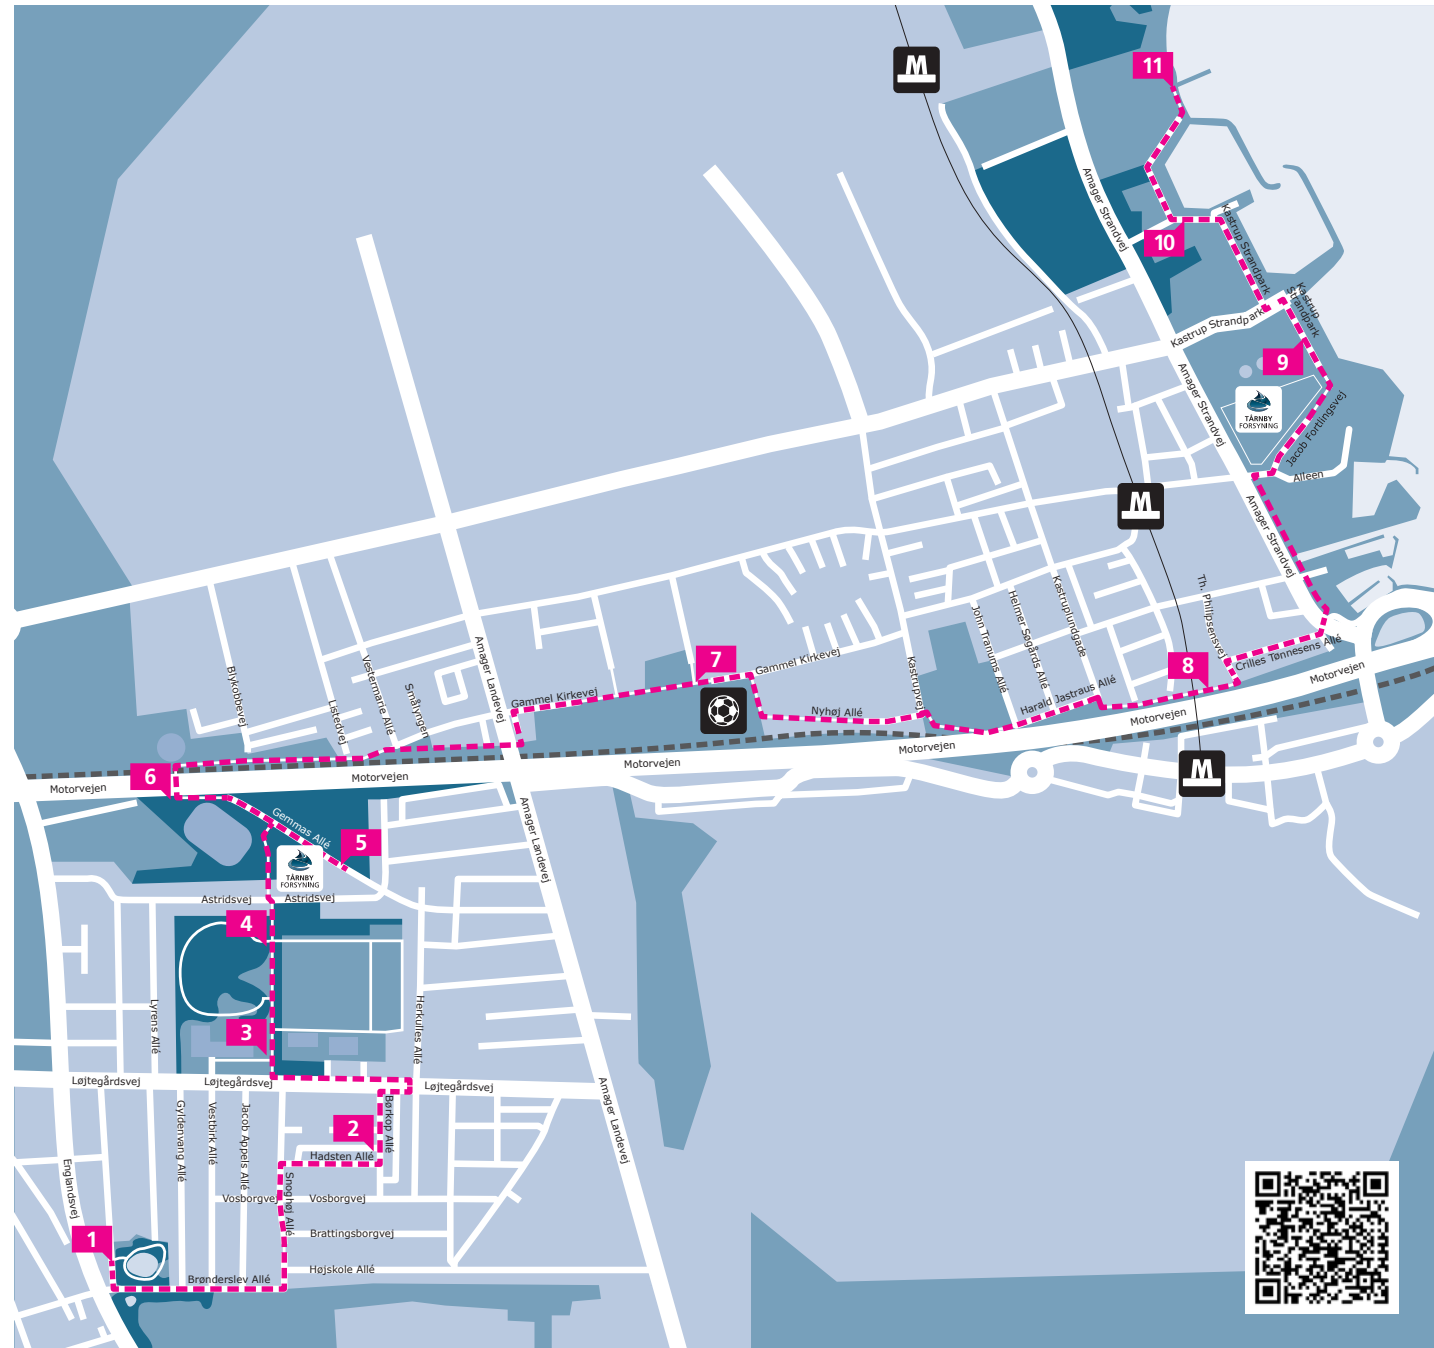 M
11
Amager Strandvej
10
Kastrup Strandpark
Kastrup
Strandpark
Kastrup Strandpark
9
Amager Strandvej
TÅRNBY
FORSYNING
Jacob Fortlingsvej
Alleen
M
Amager Strandvej
Th. Philipsensvej
Kastruplundgade
Helmer Søgårds Allé
John Tranums Allé
Crilles Tønnesens Allé
8
Motorvejen
Harald Jastraus Allé
Motorvejen
Kastrupvej
Gammel Kirkevej
7
Nyhøj Allé
Gammel Kirkevej
Amager Landevej
Smålyngen
Vestermarie Allé
Listedvej
Blykobbevej
Motorvejen
Motorvejen
Motorvejen
M
6
Motorvejen
Gemmas Allé
5
TÅRNBY
FORSYNING
Amager Landevej
Astridsvej
Astridsvej
4
Lyrens Allé
3
Herkulles Allé
Løjtegårdsvej
Løjtegårdsvej
Løjtegårdsvej
Gyldenvang Allé
Vestbirk Allé
Jacob Appels Allé
2
Børkop Allé
Hadsten Allé
Amager Landevej
Englandsvej
Snoghøj Allé
Vosborgvej
Vosborgvej
Brattingsborgvej
1
Højskole Allé
Brønderslev Allé